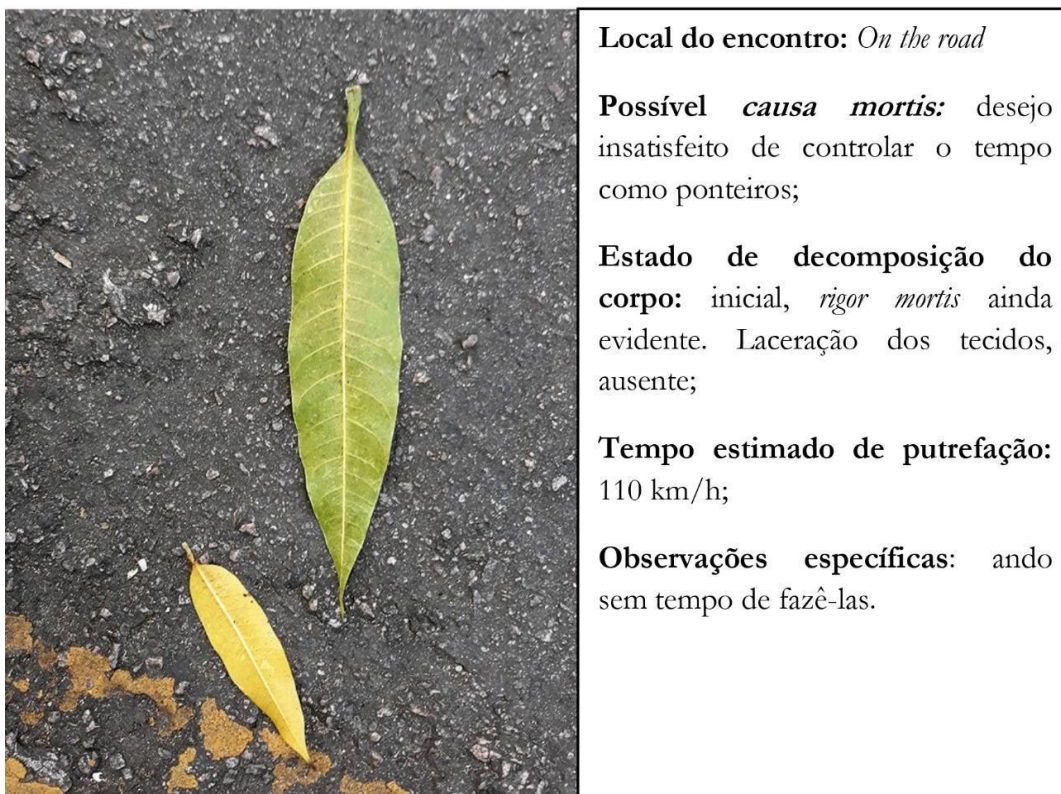 Local do encontro: On the road
Possível causa mortis: desejo
insatisfeito de controlar o tempo
como ponteiros;
Estado de decomposição do
corpo: inicial, rigor mortis ainda
evidente. Laceração dos tecidos,
ausente;
Tempo estimado de putrefação:
110 km/h;
Observações específicas: ando
sem tempo de fazê-las.